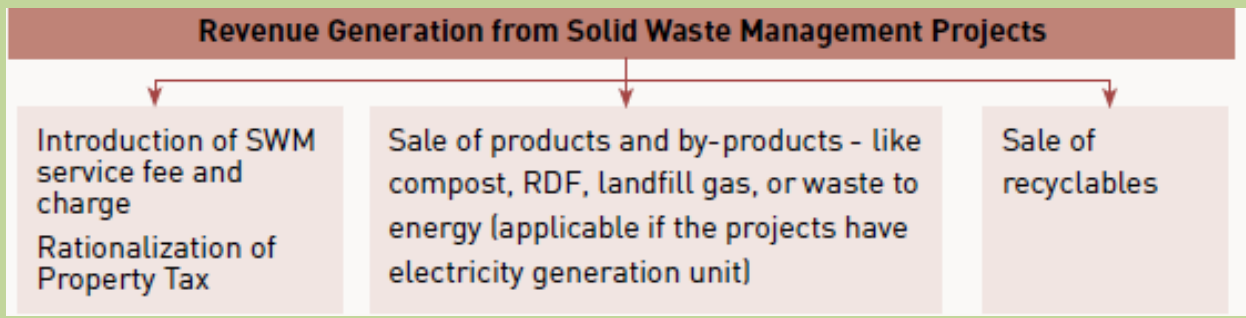 Revenue Generation from Solid Waste Management Projects
Introduction of SWM
service fee and
charge
Rationalization of
Property Tax
Sale of products and by-products - like
compost, RDF, landfill gas, or waste to
energy (applicable if the projects have
electricity generation unit)
Sale of
recyclables